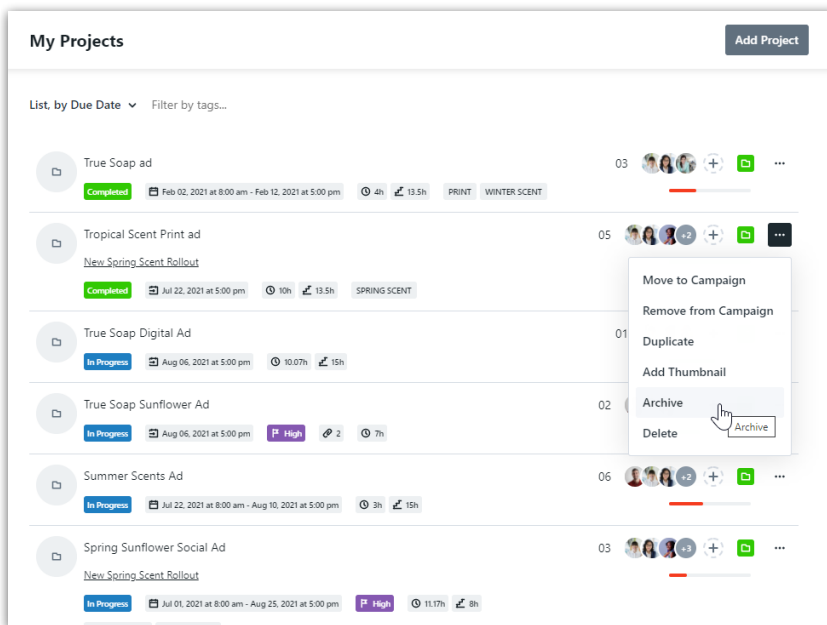 My Projects
Add Project
List, by Due Date Filter by tags...
True Soap ad 03
Completed Feb 02, 2021 at 8:00 am - Feb 12, 2021 at 5:00 pm 4h 13.5h PRINT WINTER SCENT
Tropical Scent Print ad 05 +2
New Spring Scent Rollout
Completed Jul 22, 2021 at 5:00 pm 10h 13.5h SPRING SCENT
Move to Campaign
Remove from Campaign
Duplicate
Add Thumbnail
Archive
Archive
Delete
True Soap Digital Ad 01
In Progress Aug 06, 2021 at 5:00 pm 10.07h 15h
True Soap Sunflower Ad 02
In Progress Aug 06, 2021 at 5:00 pm High 2 7h
Summer Scents Ad 06 +2
In Progress Jul 22, 2021 at 8:00 am - Aug 10, 2021 at 5:00 pm 3h 15h
Spring Sunflower Social Ad 03 +3
New Spring Scent Rollout
In Progress Jul 01, 2021 at 8:00 am - Aug 25, 2021 at 5:00 pm High 11.17h 8h